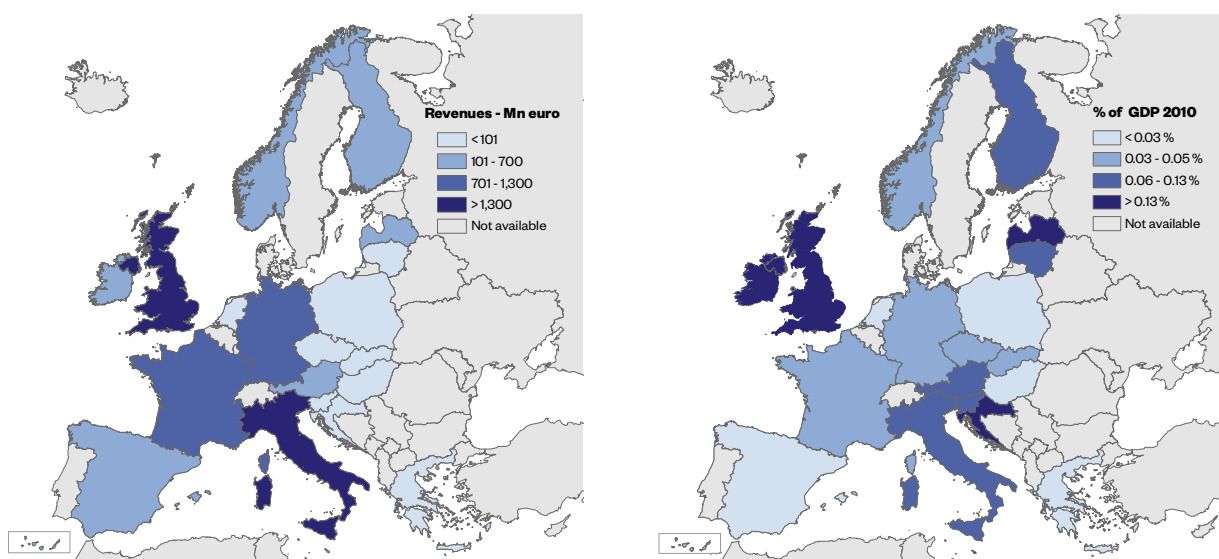 Revenues - Mn euro
<101
101 - 700
701 - 1,300
>1,300
Not available
% of GDP 2010
<0.03 %
0.03 - 0.05 %
0.06 - 0.13 %
> 0.13 %
Not available